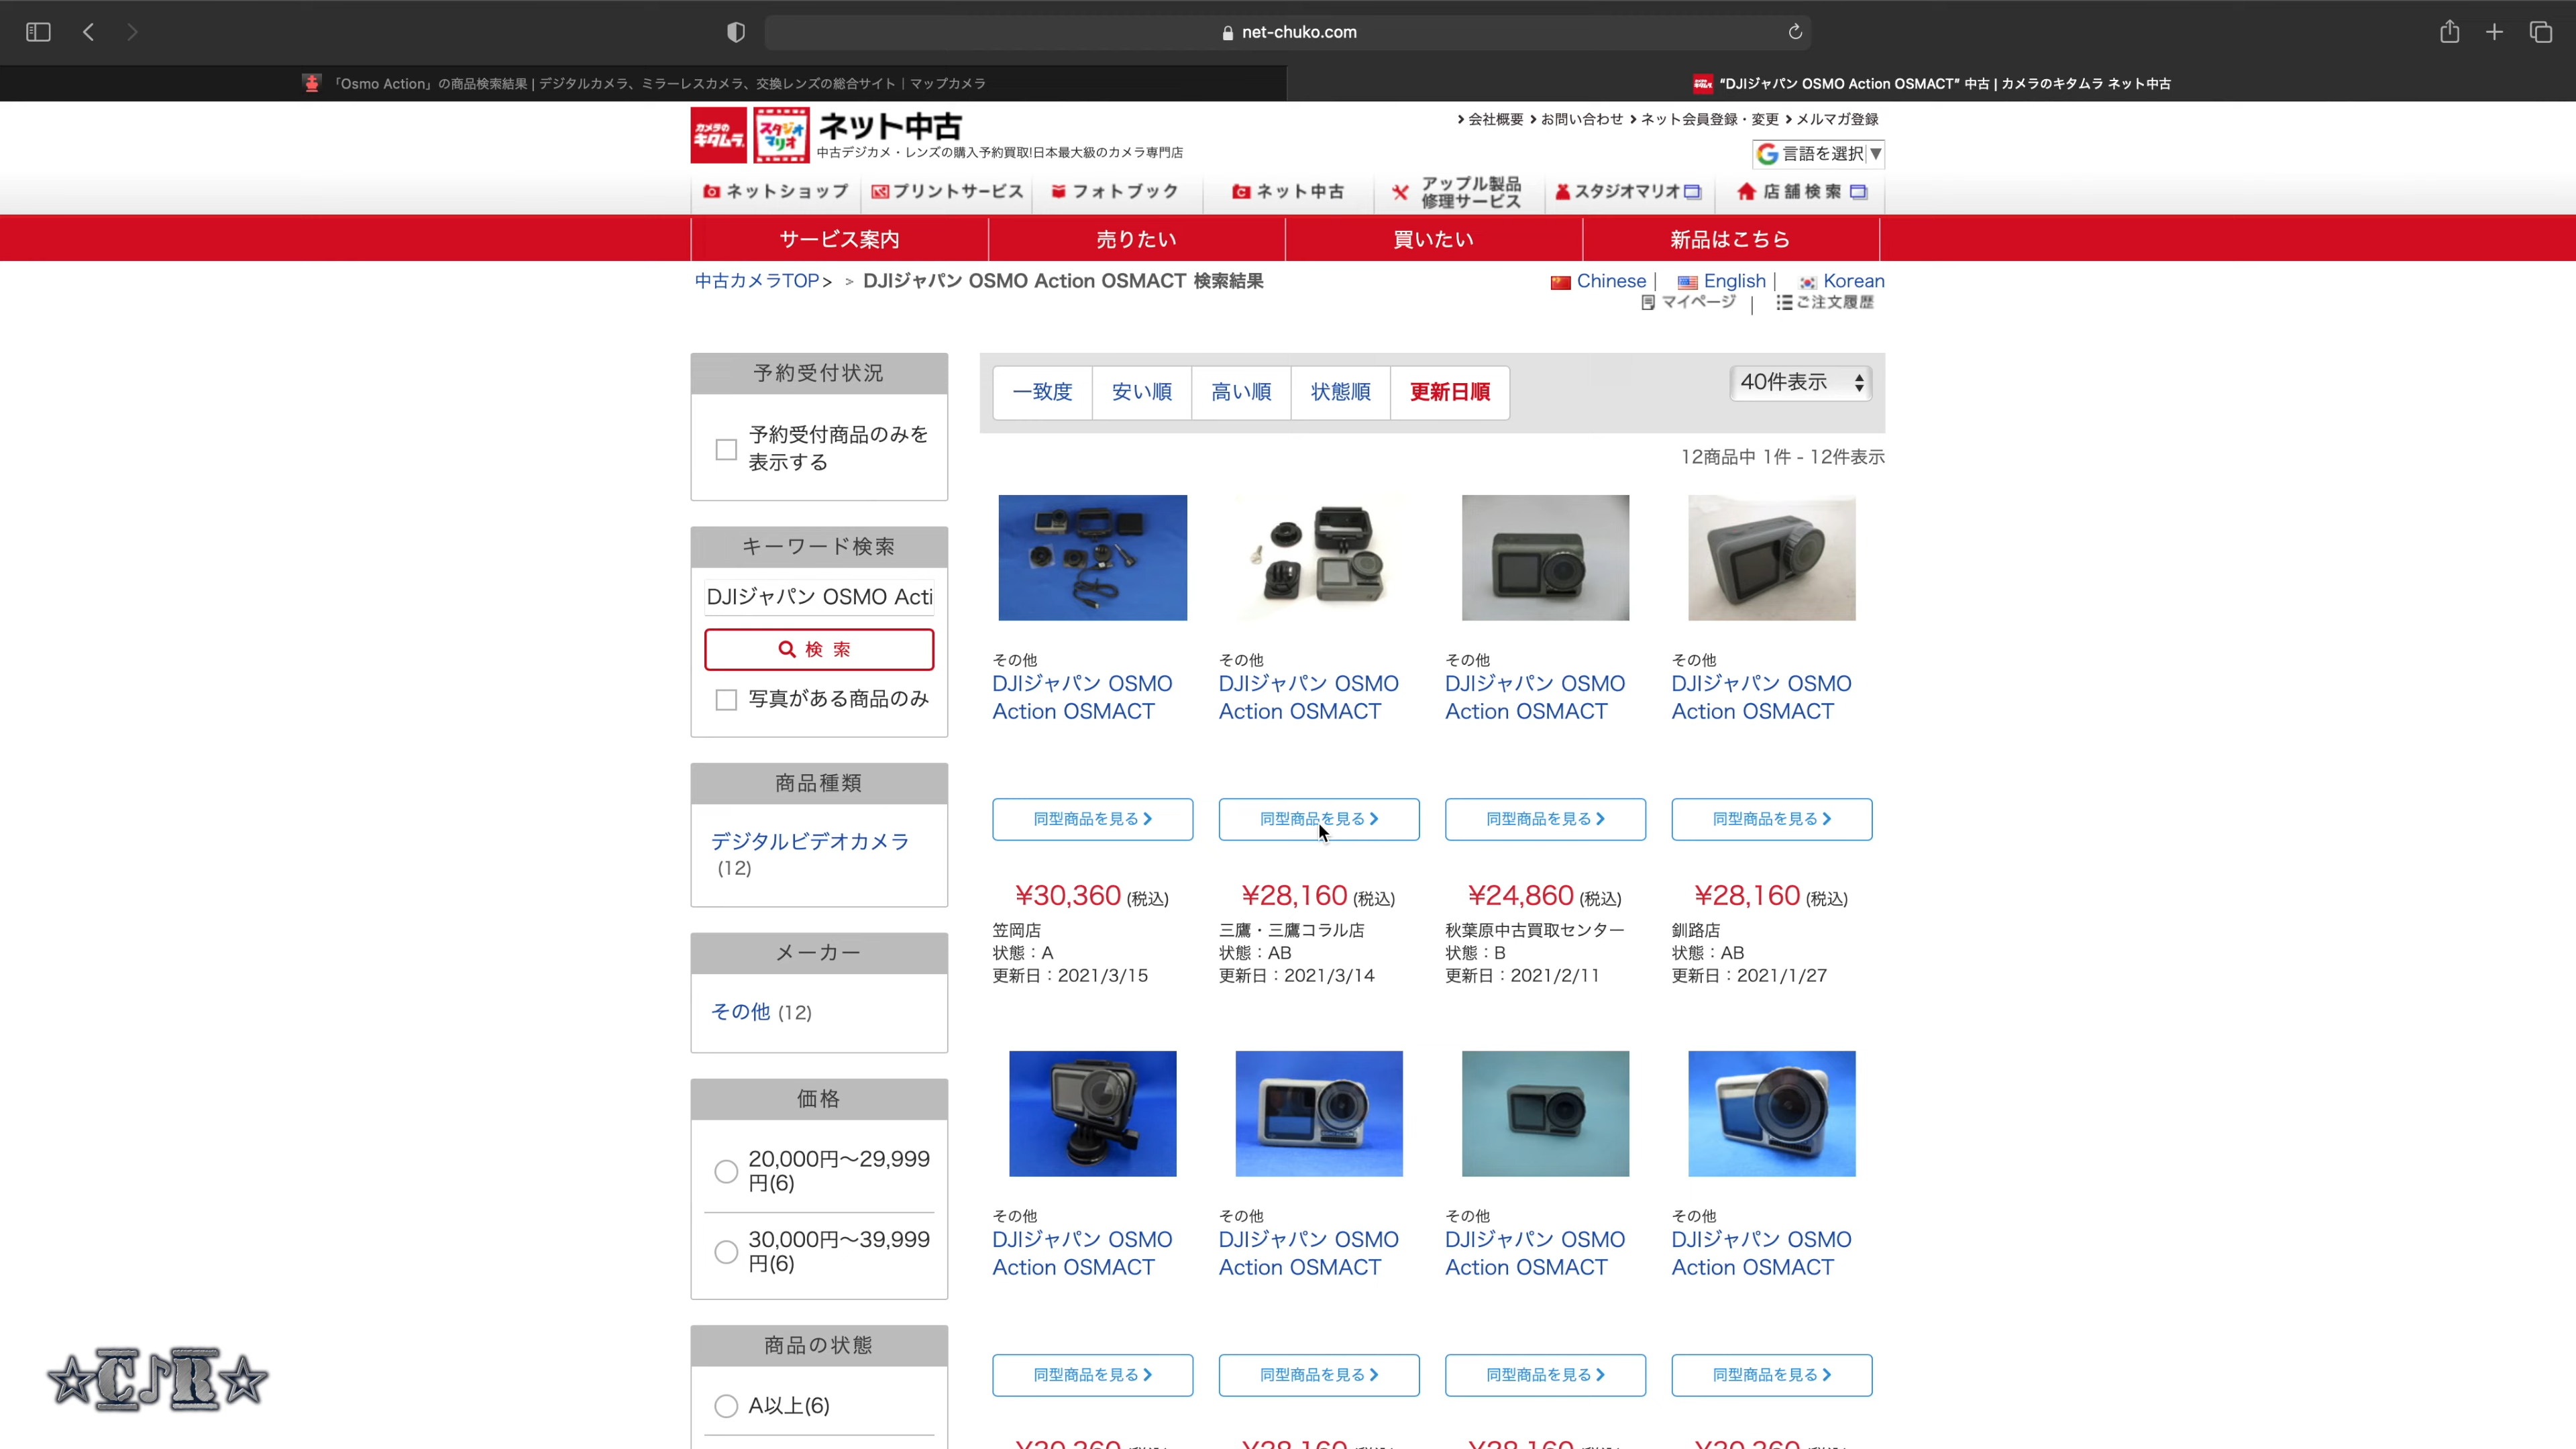 net-chuko.com
「Osmo Action」の商品検索結果 | デジタルカメラ、ミラーレスカメラ、交換レンズの総合サイト｜マップカメラ
“DJIジャパン OSMO Action OSMACT” 中古 | カメラのキタムラ ネット中古
カメラのキタムラ
スタジオマリオ
ネット中古
中古デジカメ・レンズの購入予約買取!日本最大級のカメラ専門店
会社概要 お問い合わせ ネット会員登録・変更 メルマガ登録
言語を選択 ▼
ネットショップ プリントサービス フォトブック ネット中古 アップル製品修理サービス スタジオマリオ 店舗検索
サービス案内 売りたい 買いたい 新品はこちら
中古カメラTOP> > DJIジャパン OSMO Action OSMACT 検索結果
Chinese | English | Korean
マイページ | ご注文履歴
予約受付状況
予約受付商品のみを
表示する
キーワード検索
DJIジャパン OSMO Acti
検 索
写真がある商品のみ
商品種類
デジタルビデオカメラ
(12)
メーカー
その他 (12)
価格
20,000円～29,999
円(6)
30,000円～39,999
円(6)
商品の状態
A以上(6)
一致度 安い順 高い順 状態順 更新日順
40件表示
12商品中 1件 - 12件表示
その他 その他 その他 その他
DJIジャパン OSMO DJIジャパン OSMO DJIジャパン OSMO DJIジャパン OSMO
Action OSMACT Action OSMACT Action OSMACT Action OSMACT
同型商品を見る 同型商品を見る 同型商品を見る 同型商品を見る
¥30,360 (税込) ¥28,160 (税込) ¥24,860 (税込) ¥28,160 (税込)
笠岡店 三鷹・三鷹コラル店 秋葉原中古買取センター 釧路店
状態：A 状態：AB 状態：B 状態：AB
更新日：2021/3/15 更新日：2021/3/14 更新日：2021/2/11 更新日：2021/1/27
その他 その他 その他 その他
DJIジャパン OSMO DJIジャパン OSMO DJIジャパン OSMO DJIジャパン OSMO
Action OSMACT Action OSMACT Action OSMACT Action OSMACT
同型商品を見る 同型商品を見る 同型商品を見る 同型商品を見る
☆C♪R☆